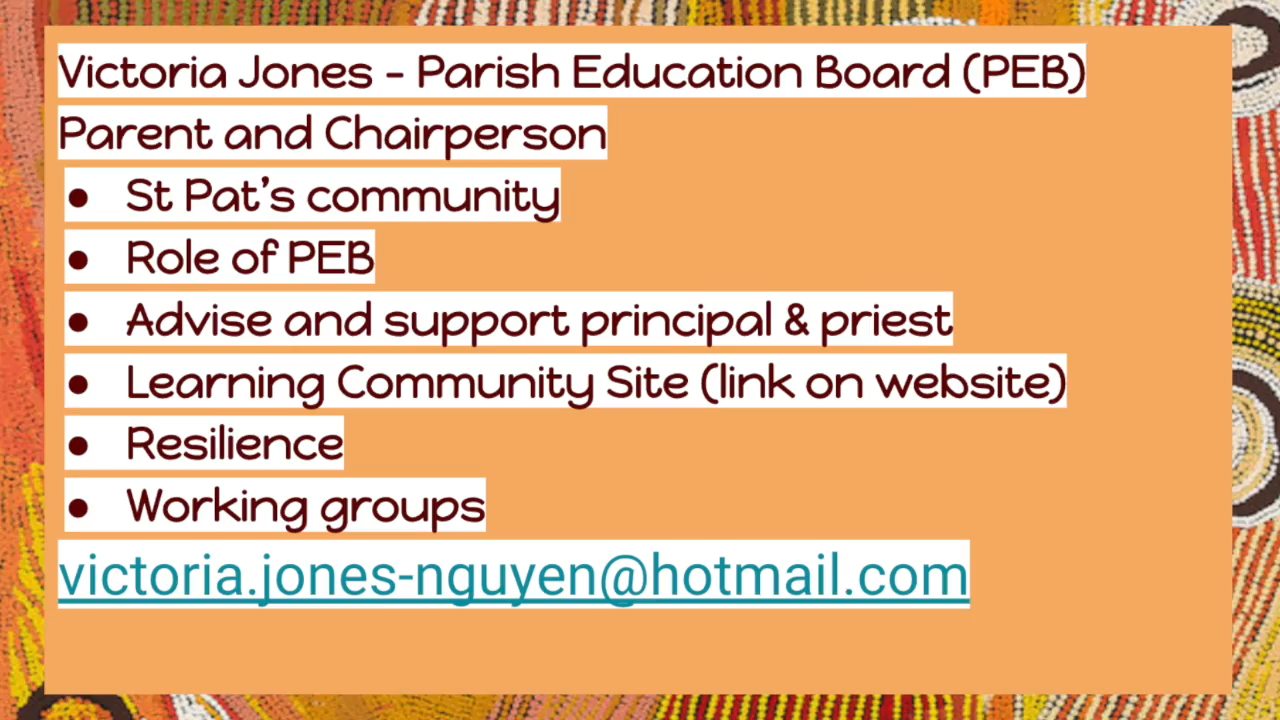 Victoria Jones - Parish Education Board (PEB)
Parent and Chairperson
● St Pat's community
● Role of PEB
● Advise and support principal & priest
● Learning Community Site (link on website)
● Resilience
● Working groups
victoria.jones-nguyen@hotmail.com